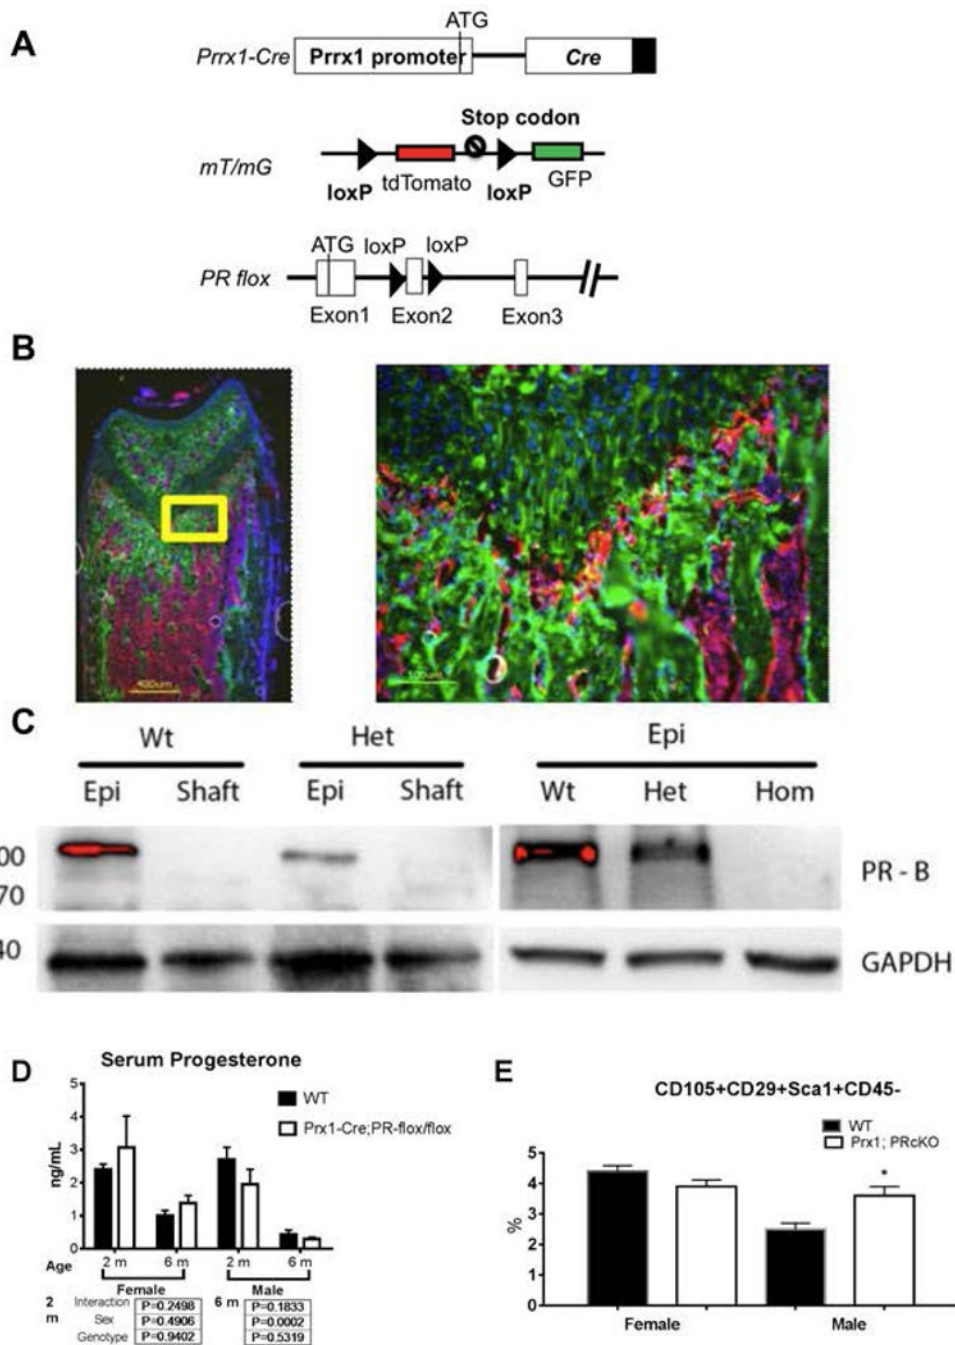 A
ATG
Prrx1-Cre Prrx1 promoter Cre
Stop codon
mT/mG
loxP tdTomato loxP GFP
ATG loxP loxP
PR flox
Exon1 Exon2 Exon3
B
400um
100um
C
Wt Het Epi
Epi Shaft Epi Shaft Wt Het Hom
00
70
PR - B
40
GAPDH
D
Serum Progesterone
WT
Prx1-Cre;PR-flox/flox
ng/mL
5
4
3
2
1
0
Age 2 m 6 m 2 m 6 m
Female Male
2 m Interaction P=0.2498 6 m P=0.1833
Sex P=0.4906 P=0.0002
Genotype P=0.9402 P=0.5319
E
CD105+CD29+Sca1+CD45-
WT
Prx1; PRcKO
%
5
4
3
2
1
0
*
Female Male